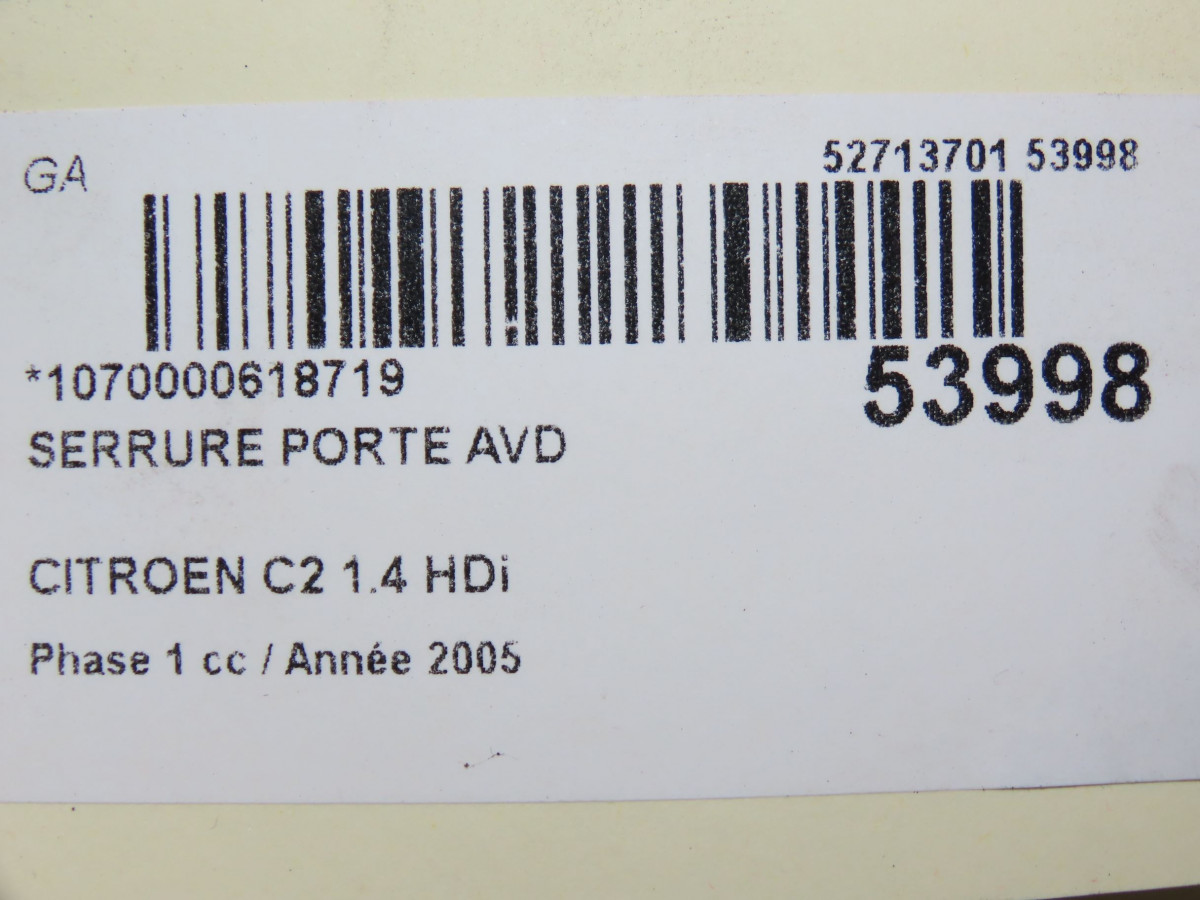 GA
52713701 53998
*1070000618719
53998
SERRURE PORTE AVD
CITROEN C2 1.4 HDi
Phase 1 cc / Année 2005